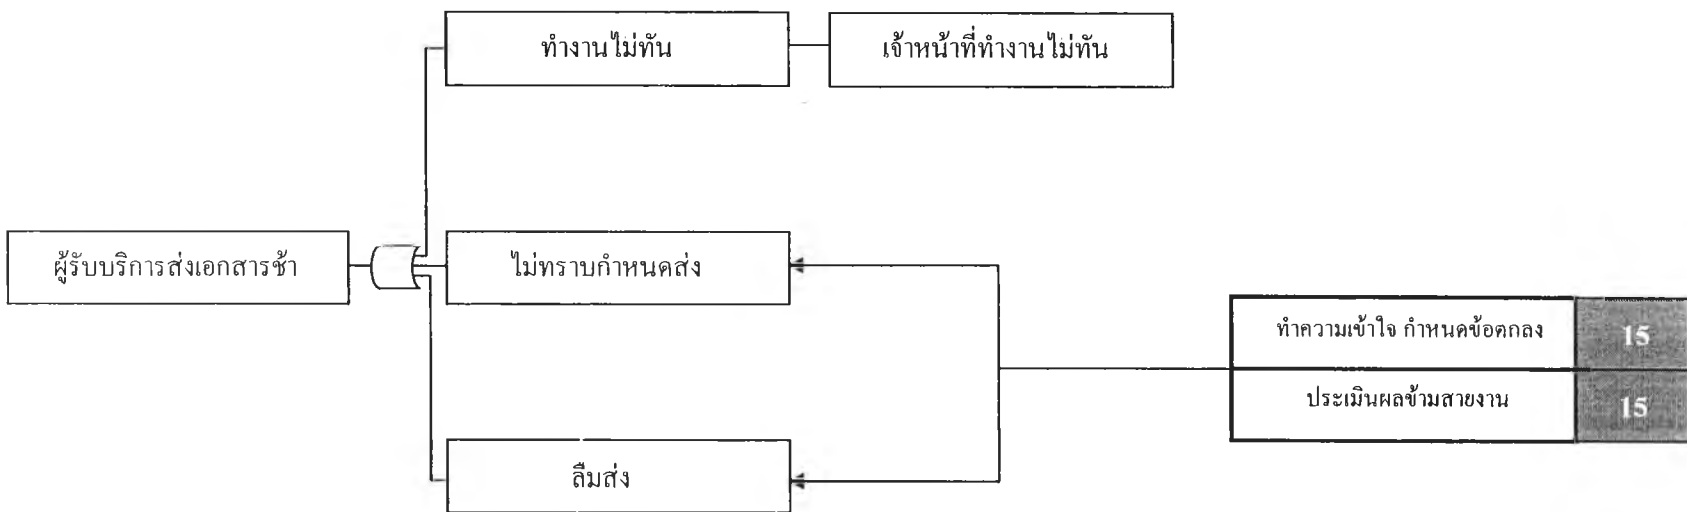 ทำงานไม่ทัน
เจ้าหน้าที่ทำงานไม่ทัน
ผู้รับบริการส่งเอกสารช้า
ไม่ทราบกำหนดส่ง
ทำความเข้าใจ กำหนดข้อตกลง
15
ประเมินผลข้ามสายงาน
15
ลืมส่ง